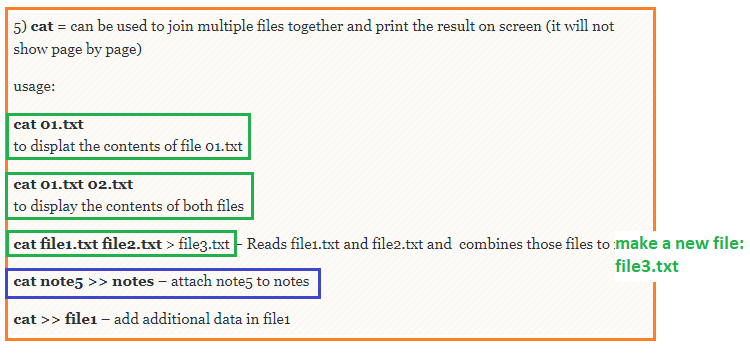 5) cat = can be used to join multiple files together and print the result on screen (it will not
show page by page)
usage:
cat 01.txt
to displat the contents of file 01.txt
cat 01.txt 02.txt
to display the contents of both files
cat file1.txt file2.txt > file3.txt – Reads file1.txt and file2.txt and combines those files to make a new file:
file3.txt
cat note5 >> notes – attach note5 to notes
cat >> file1 – add additional data in file1